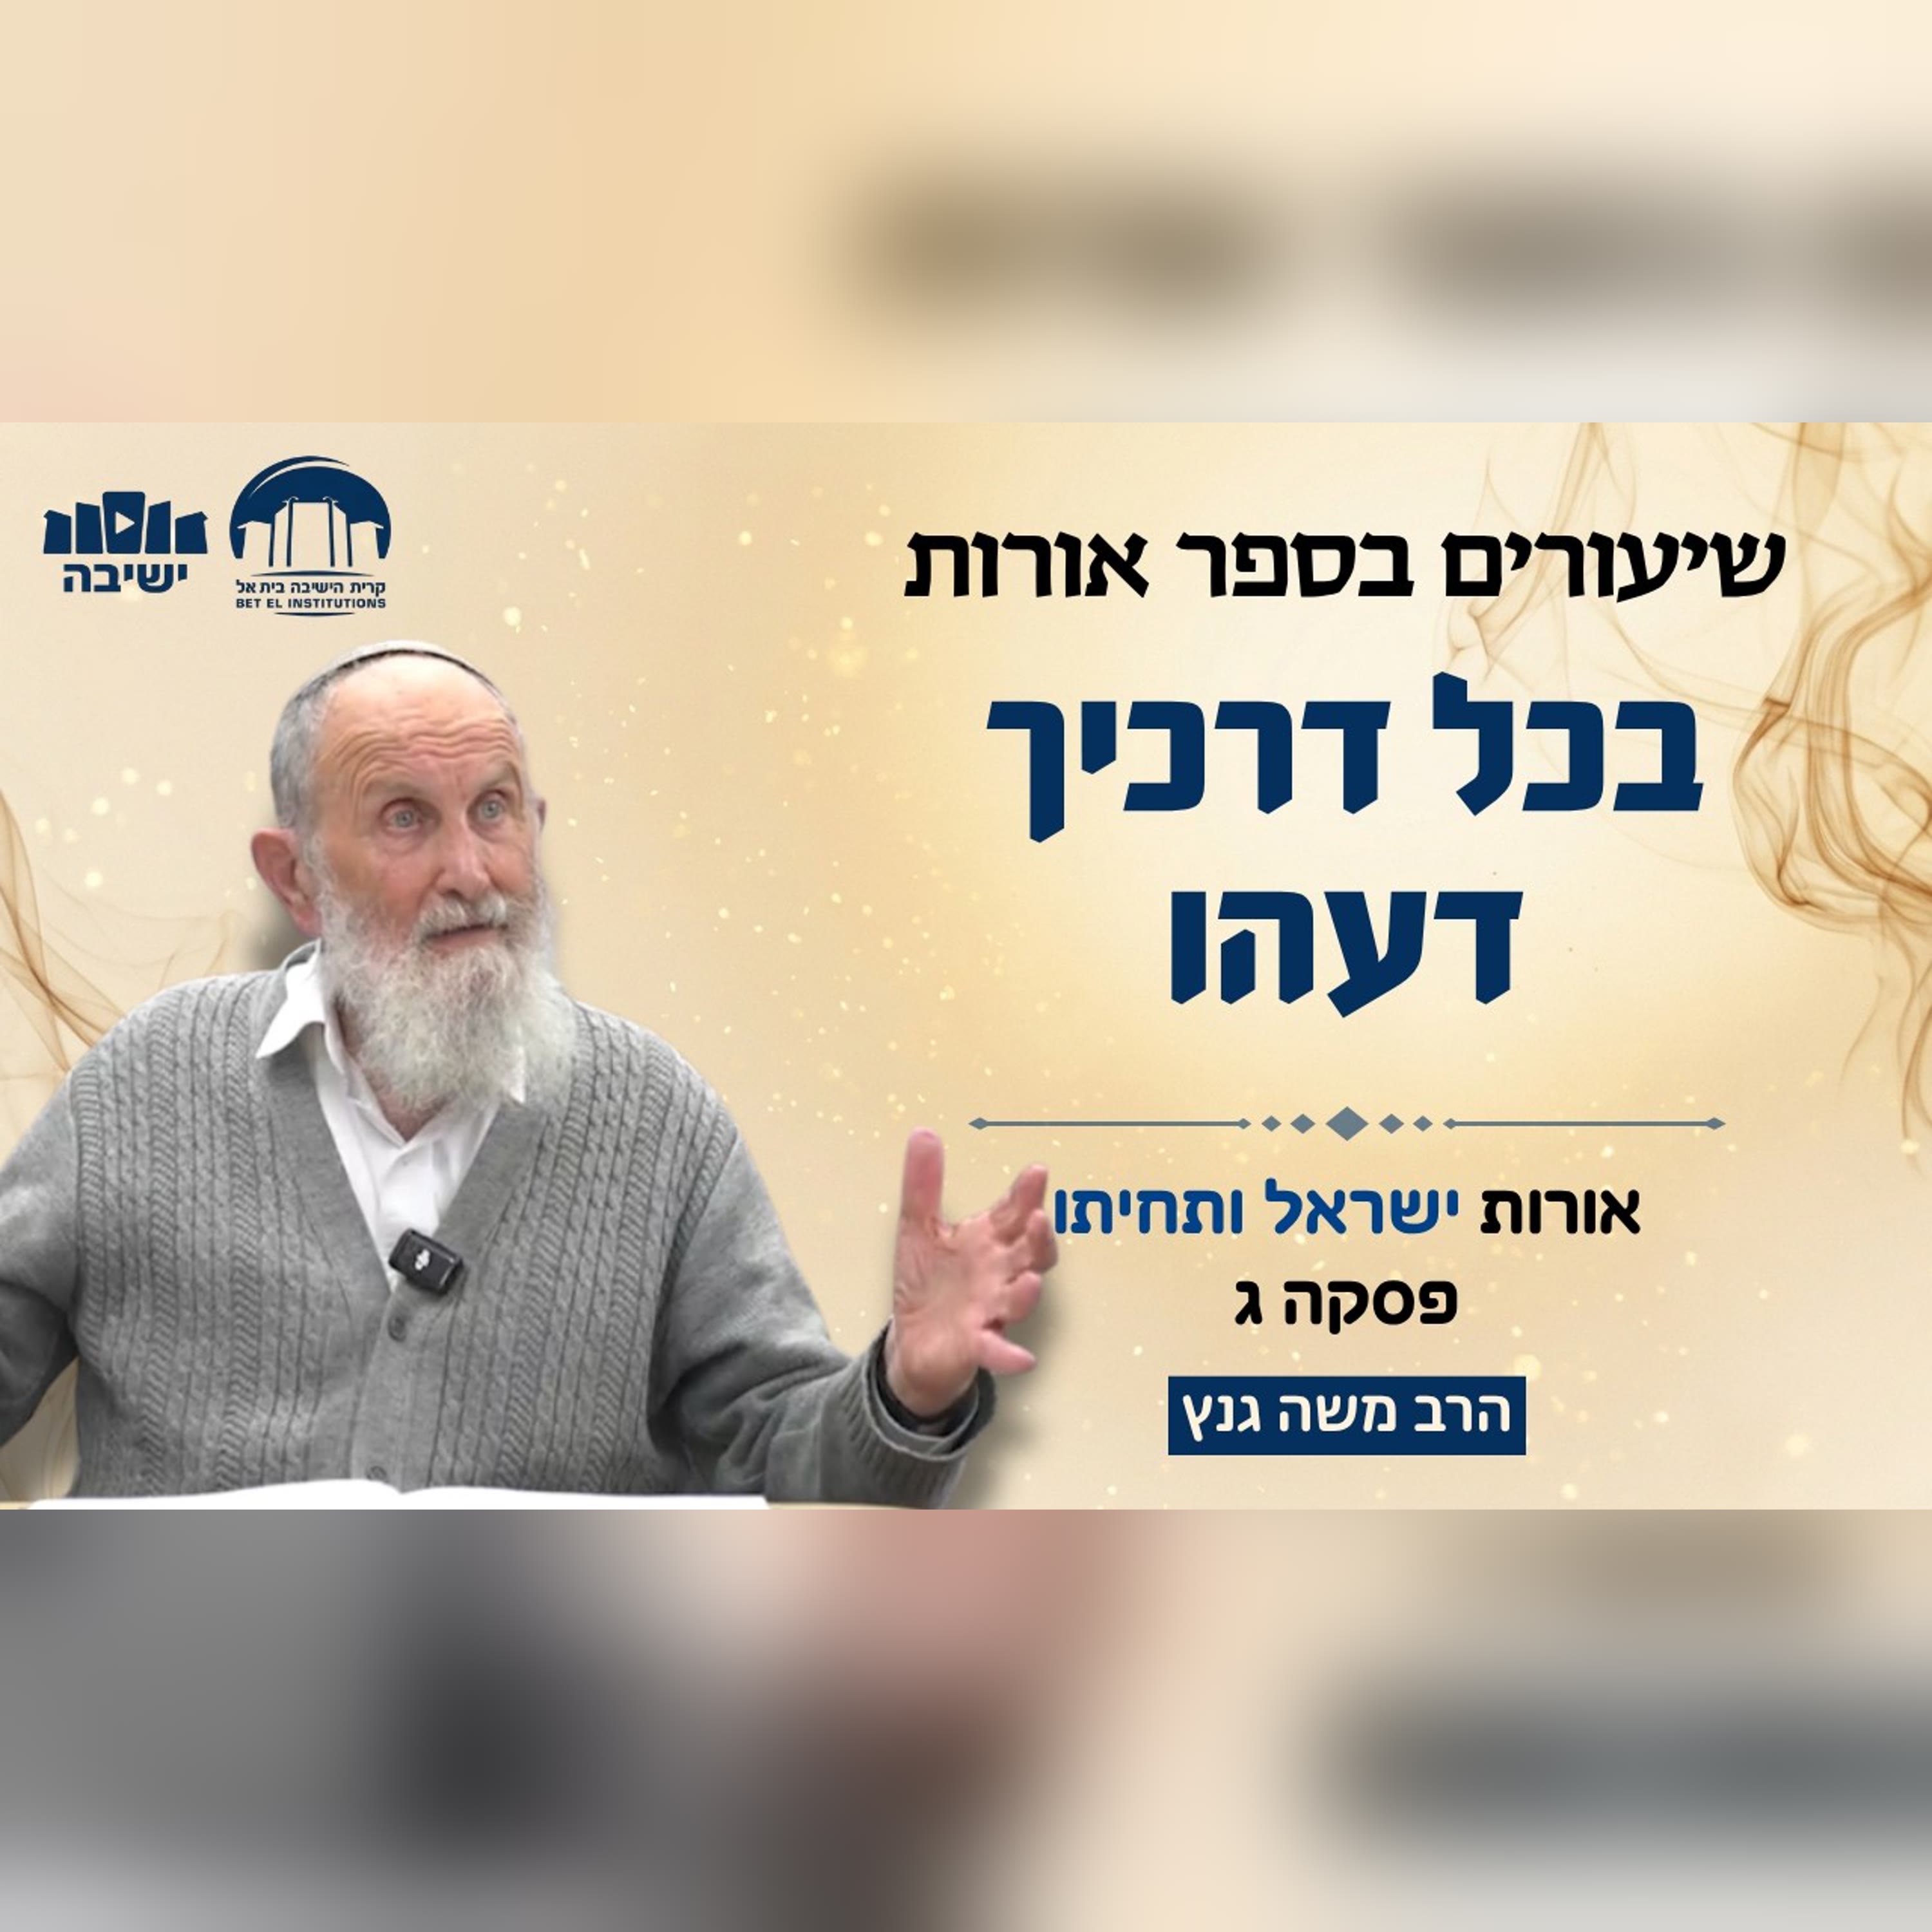 שיעורים בספר אורות
בכל דרכיך
דעהו
אורות ישראל ותחיתו
פסקה ג
הרב משה גנץ
קרית הישיבה בית אל
BET EL INSTITUTIONS
ישיבה